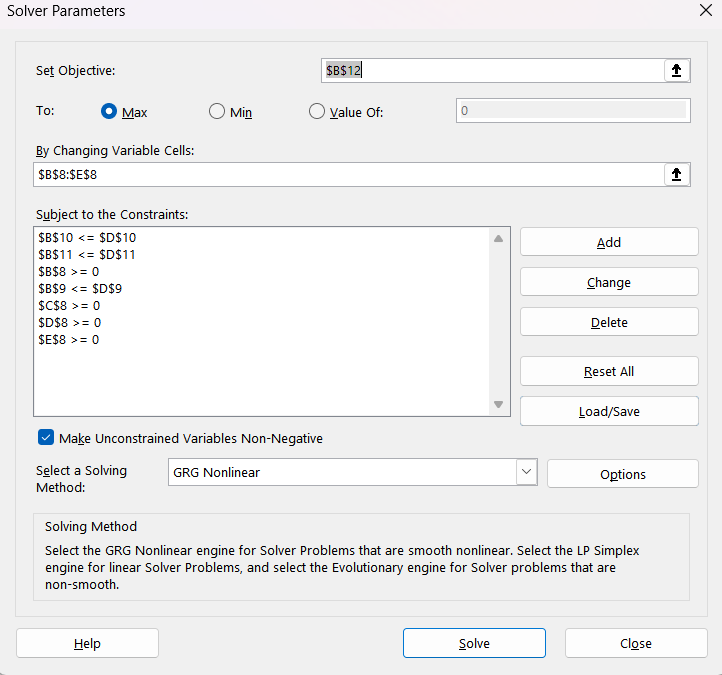 Solver Parameters
Set Objective:
$B$12
To:
Max
Min
Value Of:
0
By Changing Variable Cells:
$B$8:$E$8
Subject to the Constraints:
$B$10 <= $D$10
$B$11 <= $D$11
$B$8 >= 0
$B$9 <= $D$9
$C$8 >= 0
$D$8 >= 0
$E$8 >= 0
Add
Change
Delete
Reset All
Load/Save
Make Unconstrained Variables Non-Negative
Select a Solving
Method:
GRG Nonlinear
Options
Solving Method
Select the GRG Nonlinear engine for Solver Problems that are smooth nonlinear. Select the LP Simplex
engine for linear Solver Problems, and select the Evolutionary engine for Solver problems that are
non-smooth.
Help
Solve
Close